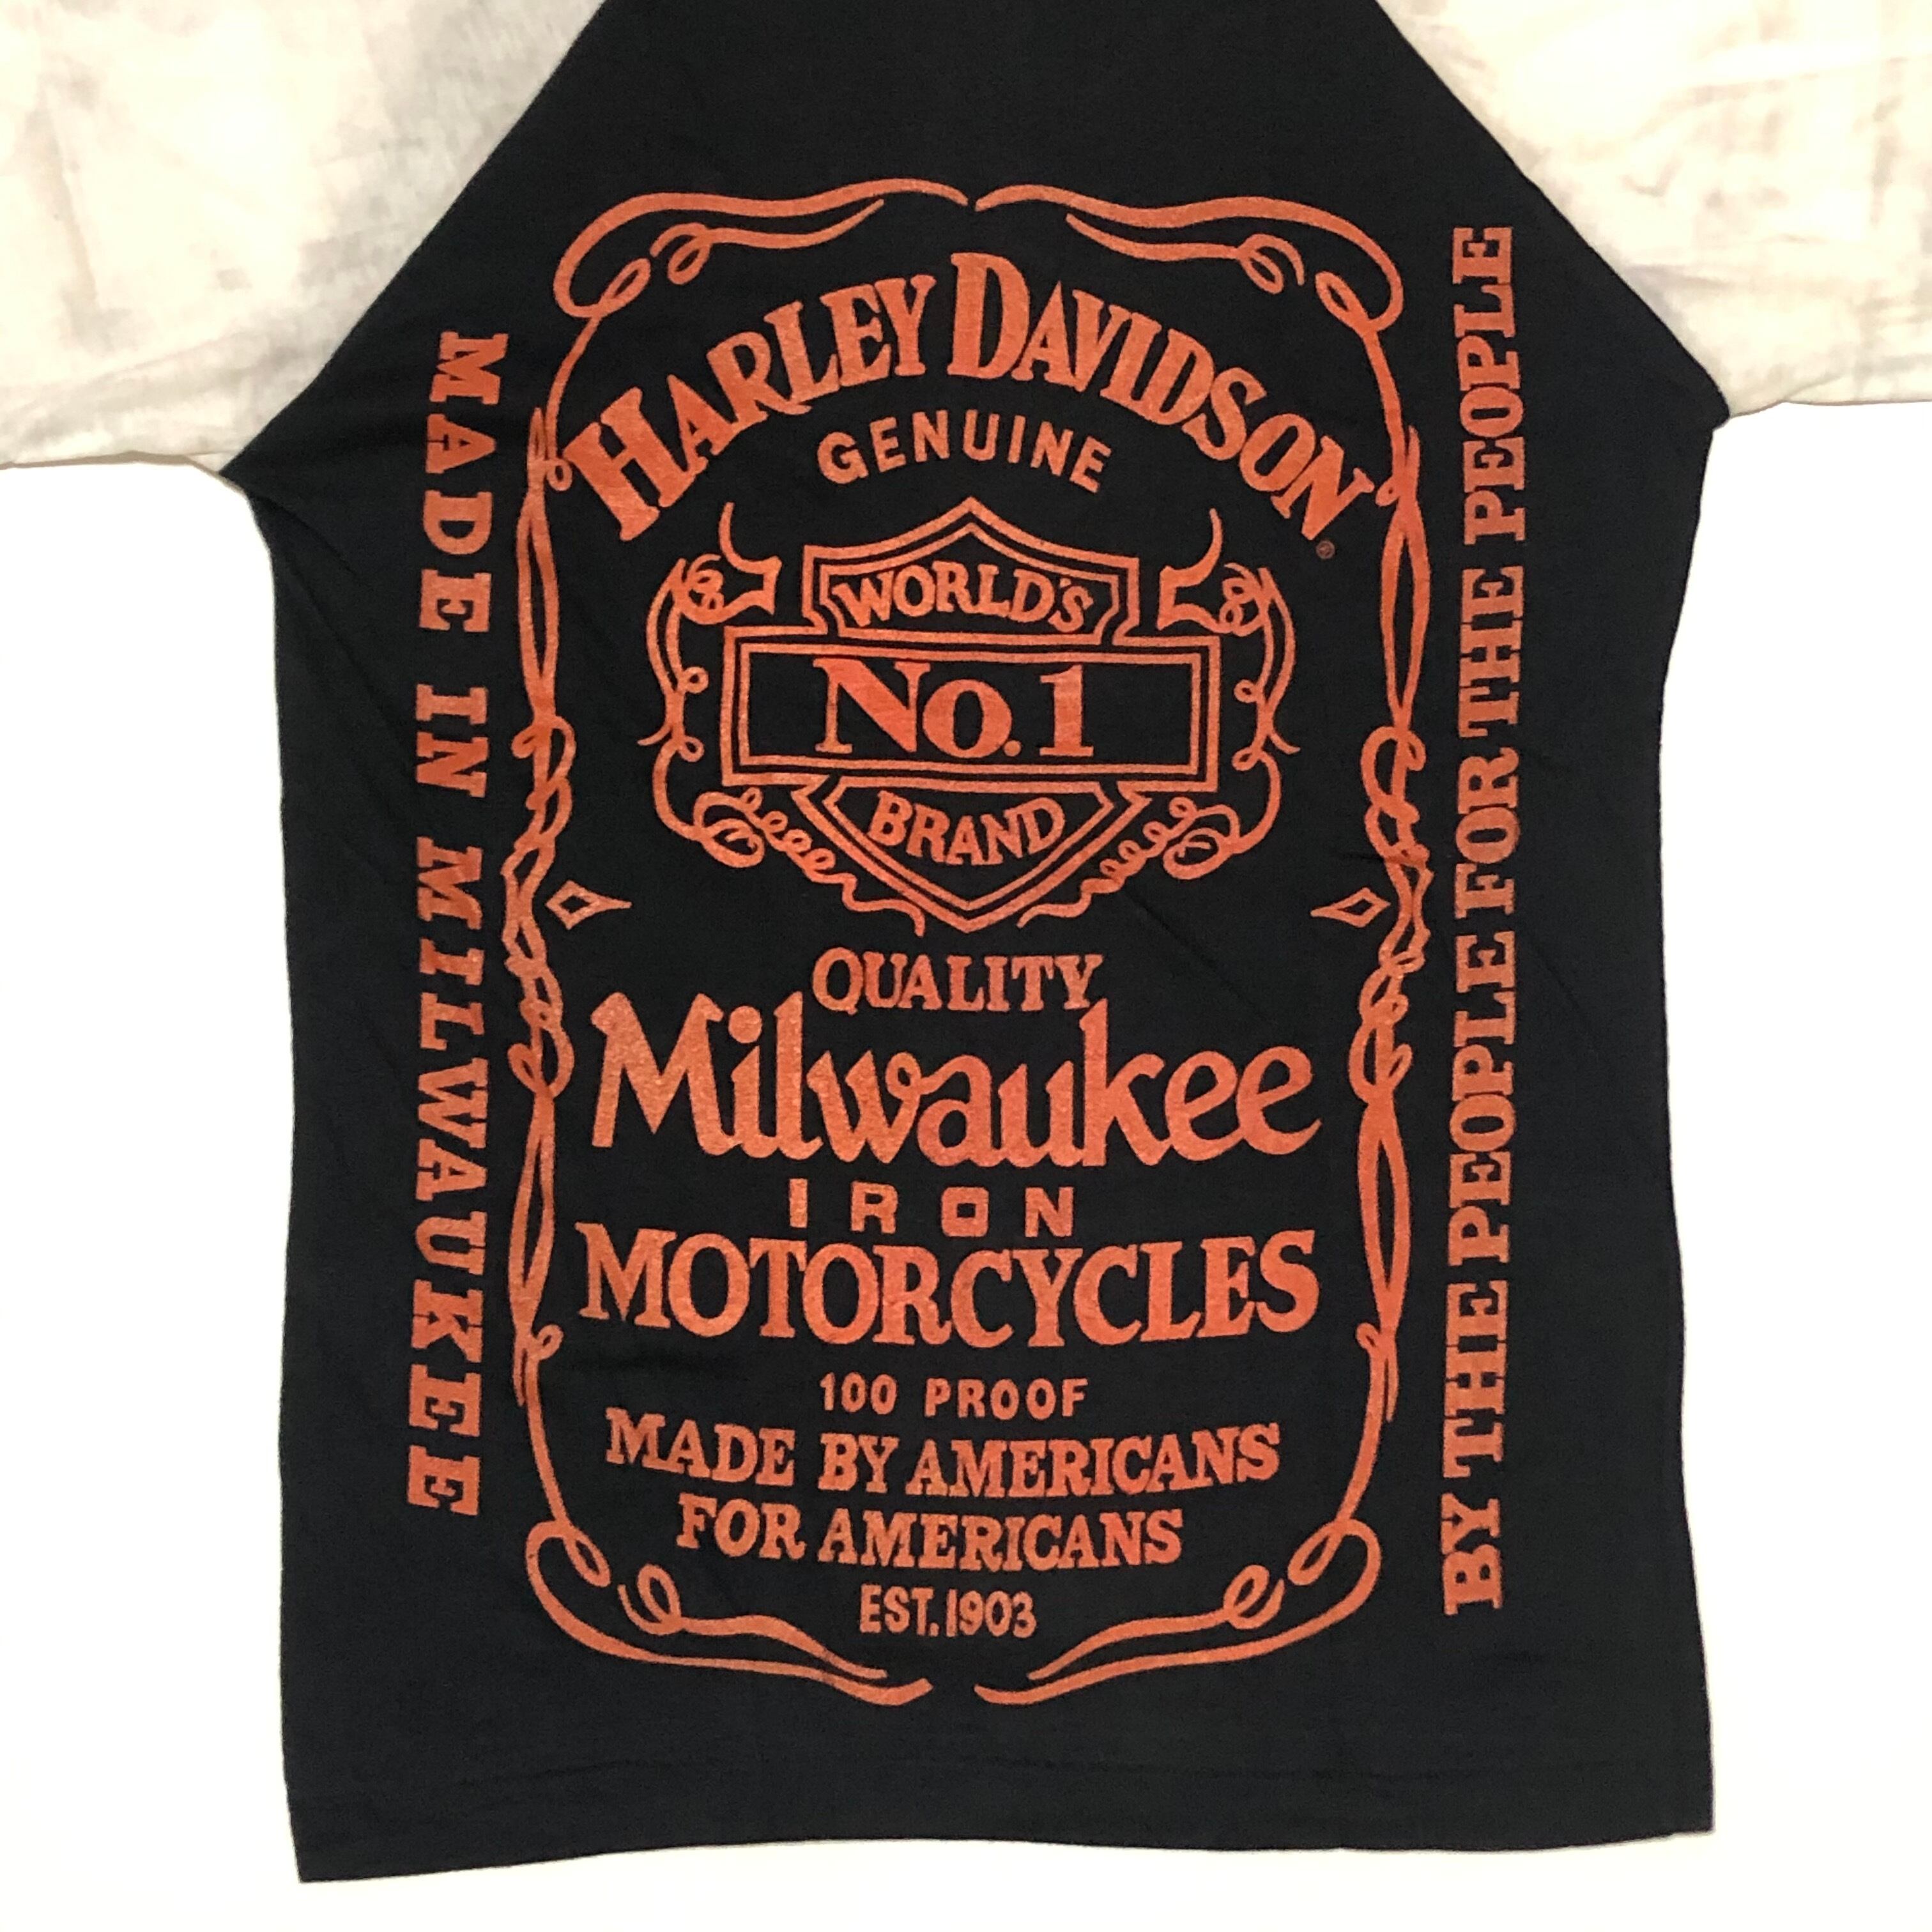 HARLEY DAVIDSON
®
GENUINE
WORLD'S
No.1
BRAND
QUALITY
Milwaukee
IRON
MOTORCYCLES
100 PROOF
MADE BY AMERICANS
FOR AMERICANS
EST.1903
MADE IN MILWAUKEE
BY THE PEOPLE FOR THE PEOPLE